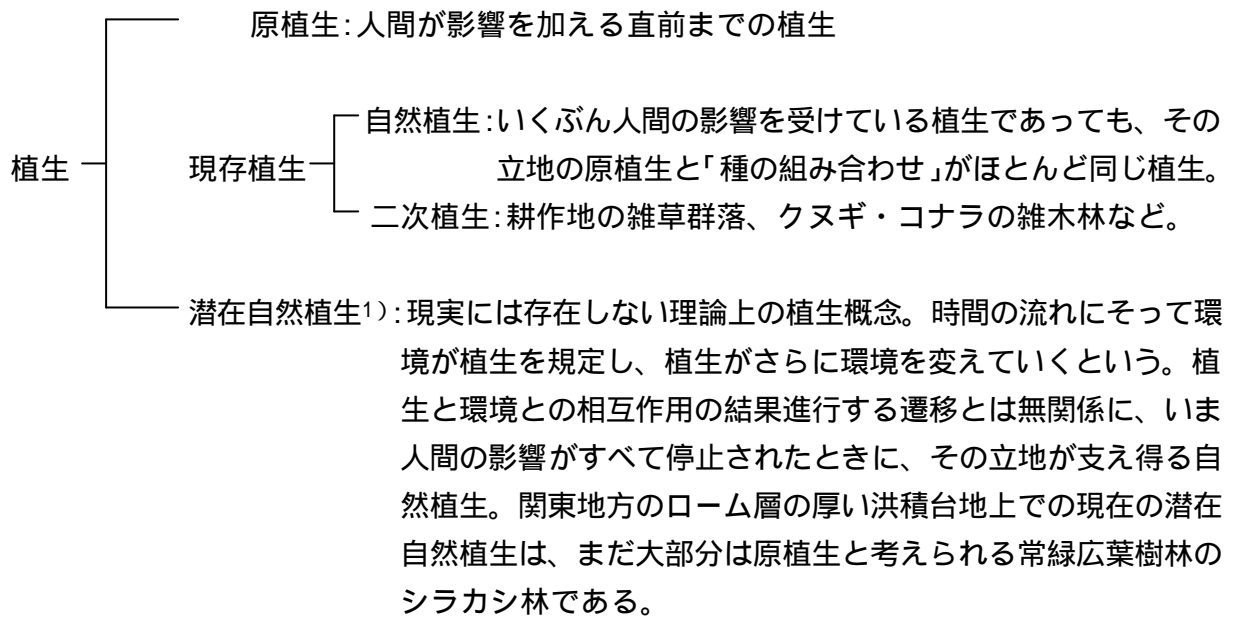 原植生:人間が影響を加える直前までの植生
自然植生:いくぶん人間の影響を受けている植生であっても、その
植生 現存植生 立地の原植生と「種の組み合わせ」がほとんど同じ植生。
二次植生:耕作地の雑草群落、クヌギ・コナラの雑木林など。
潜在自然植生1):現実には存在しない理論上の植生概念。時間の流れにそって環
境が植生を規定し、植生がさらに環境を変えていくという。植
生と環境との相互作用の結果進行する遷移とは無関係に、いま
人間の影響がすべて停止されたときに、その立地が支え得る自
然植生。関東地方のローム層の厚い洪積台地上での現在の潜在
自然植生は、まだ大部分は原植生と考えられる常緑広葉樹林の
シラカシ林である。